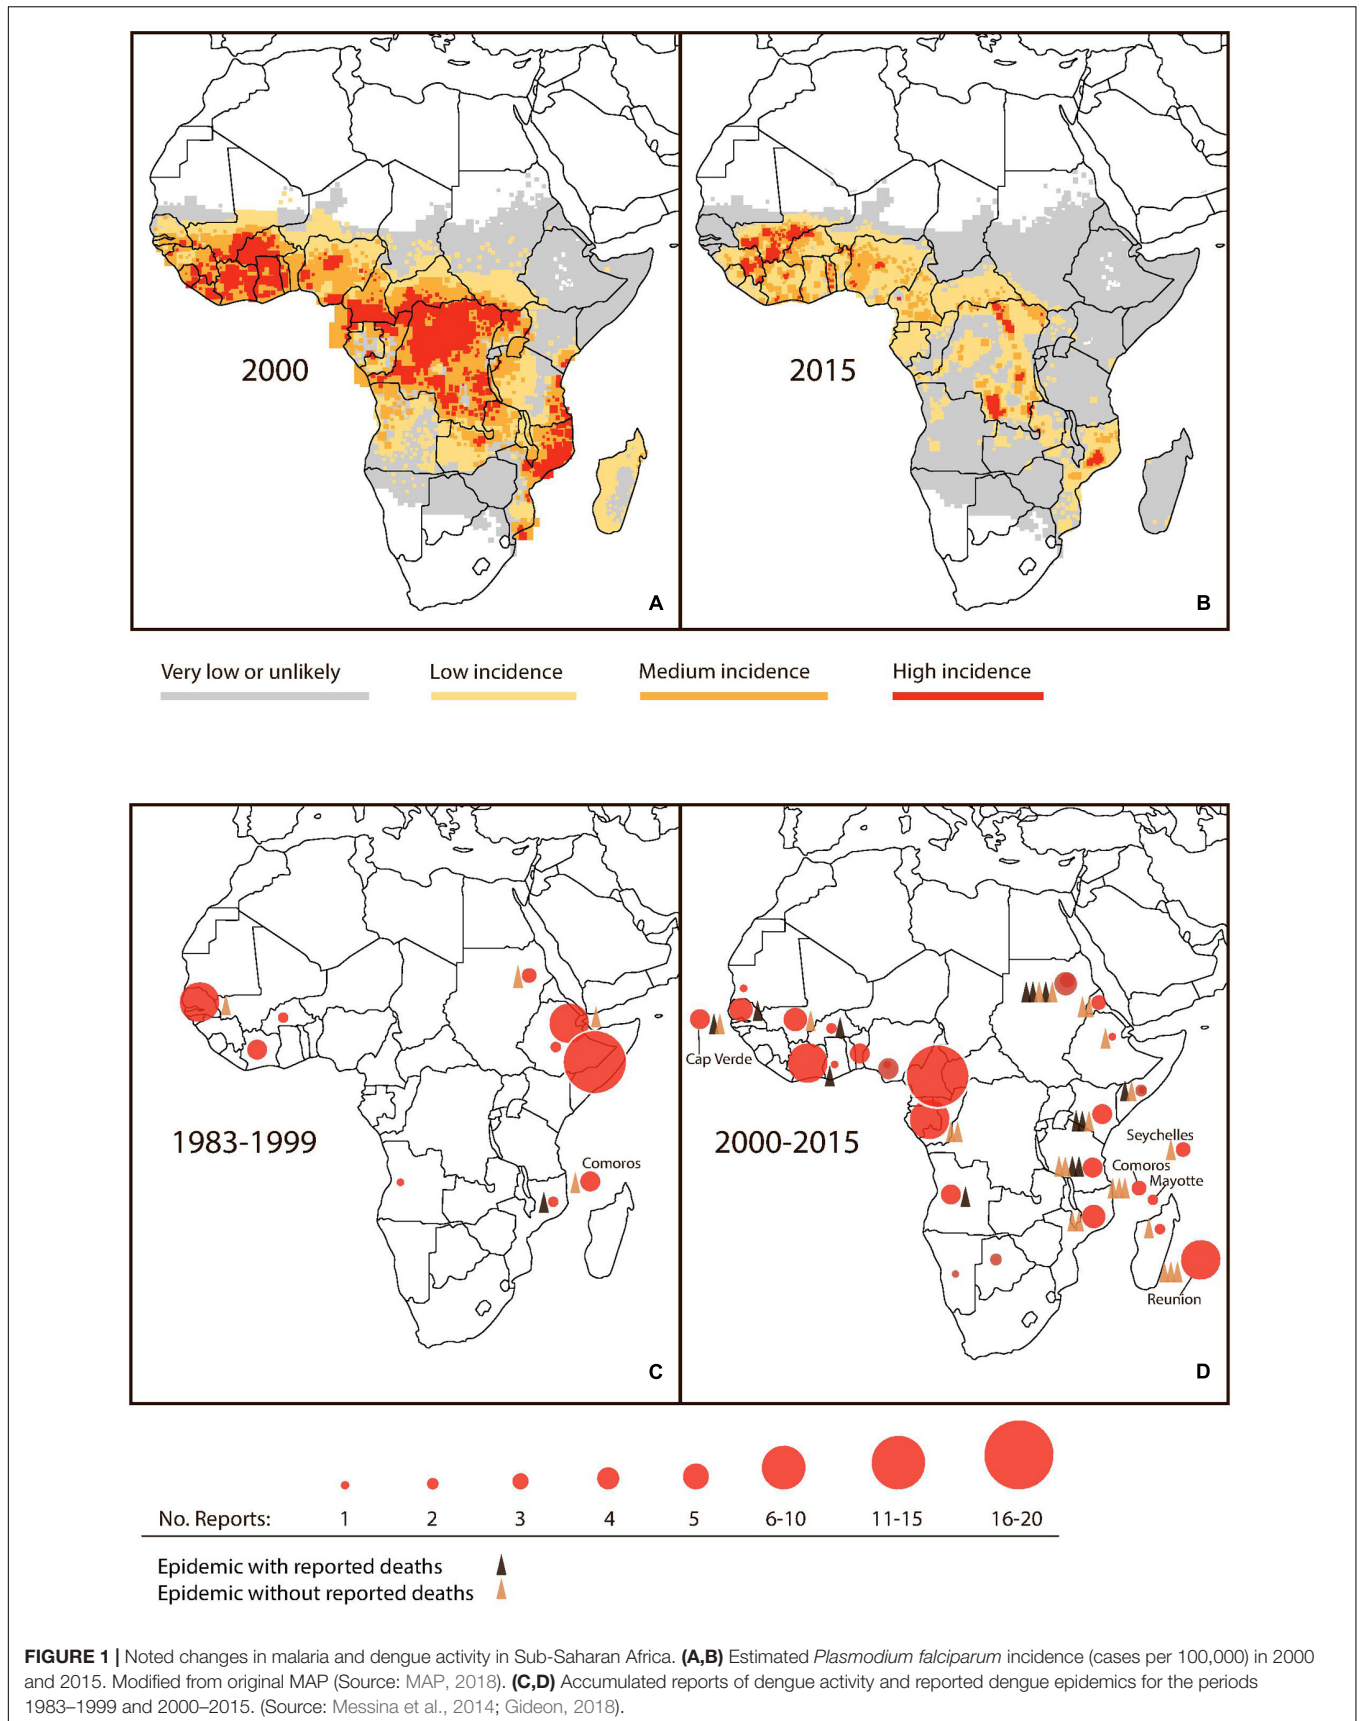 2000
A
2015
B
Very low or unlikely
Low incidence
Medium incidence
High incidence
1983-1999
Comoros
C
Cap Verde
2000-2015
Seychelles
Comoros
Mayotte
Reunion
D
No. Reports:
1
2
3
4
5
6-10
11-15
16-20
Epidemic with reported deaths
Epidemic without reported deaths
FIGURE 1 | Noted changes in malaria and dengue activity in Sub-Saharan Africa. (A,B) Estimated Plasmodium falciparum incidence (cases per 100,000) in 2000
and 2015. Modified from original MAP (Source: MAP, 2018). (C,D) Accumulated reports of dengue activity and reported dengue epidemics for the periods
1983–1999 and 2000–2015. (Source: Messina et al., 2014; Gideon, 2018).